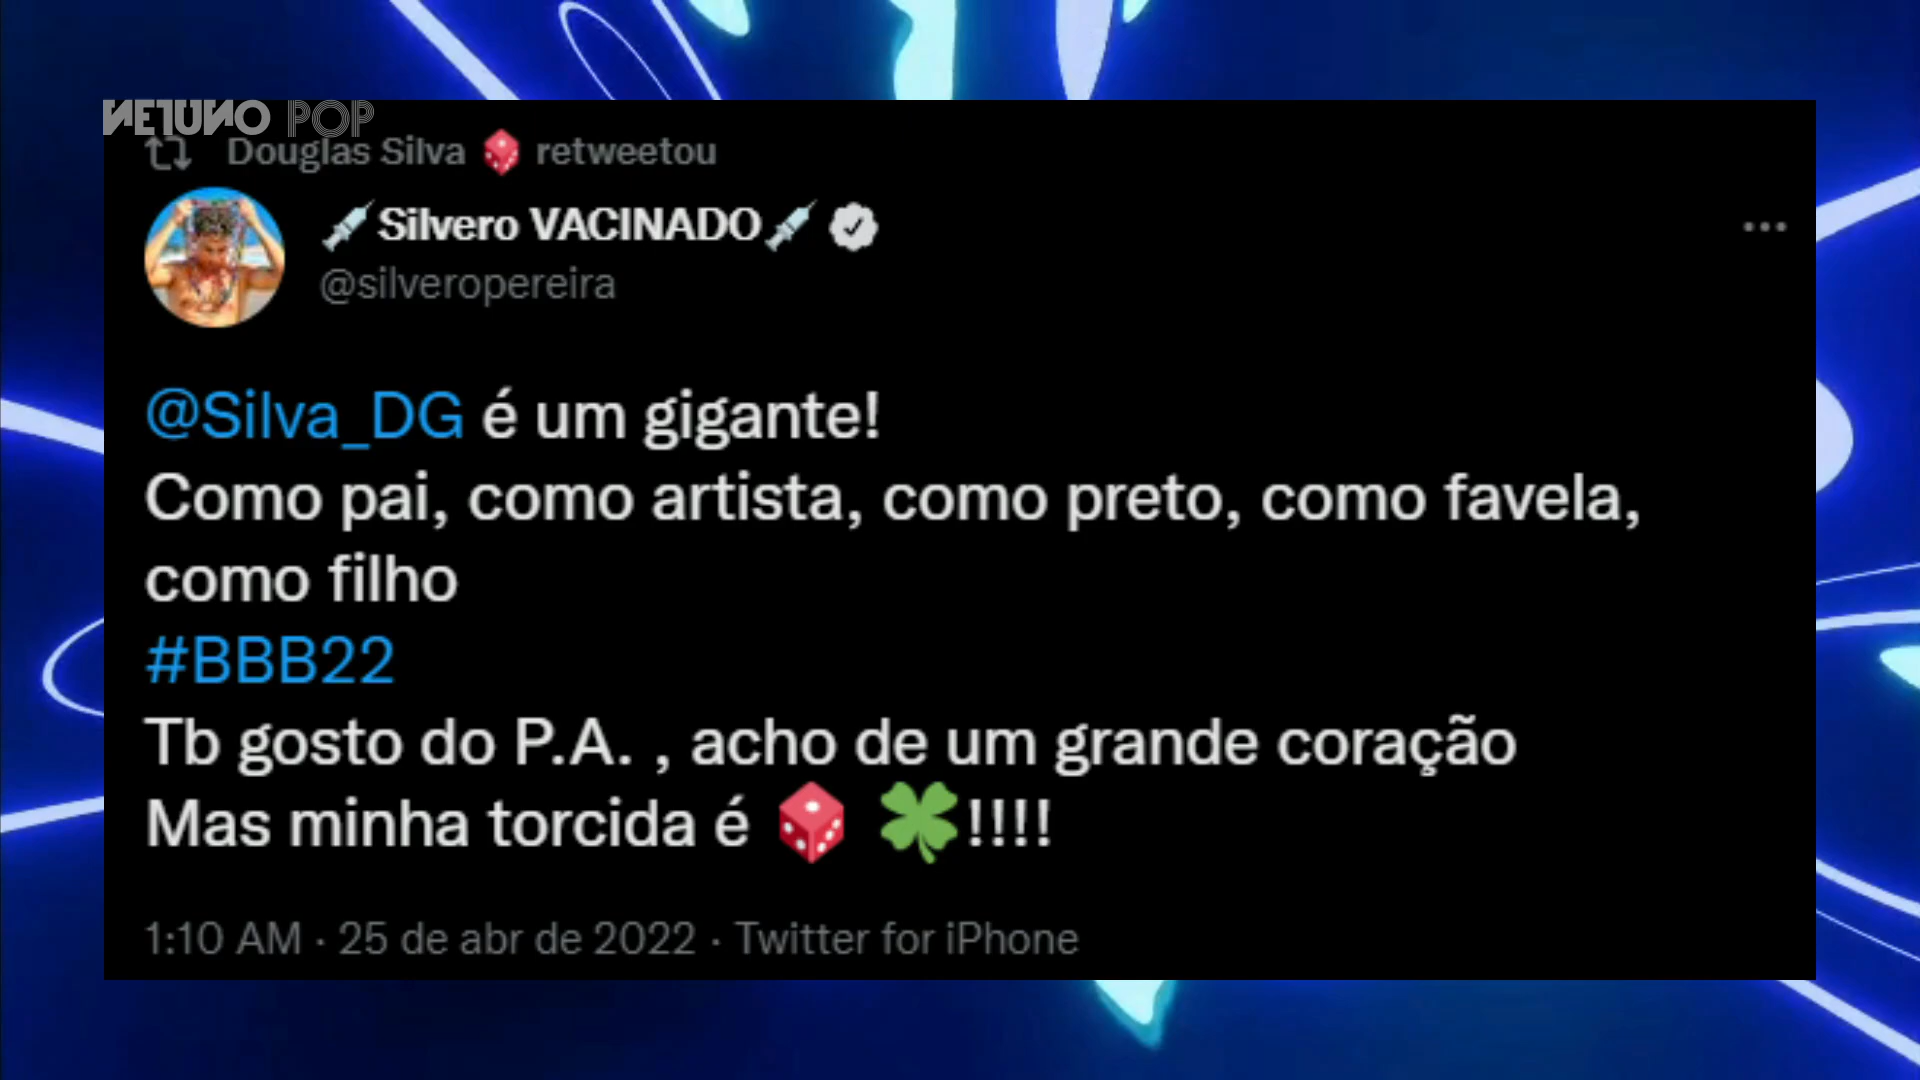 NETUNO POP
Douglas Silva 🎲 retweetou
💉Silvero VACINADO💉
@silveropereira
@Silva_DG é um gigante!
Como pai, como artista, como preto, como favela,
como filho
#BBB22
Tb gosto do P.A. , acho de um grande coração
Mas minha torcida é 🎲 🍀!!!!
1:10 AM · 25 de abr de 2022 · Twitter for iPhone